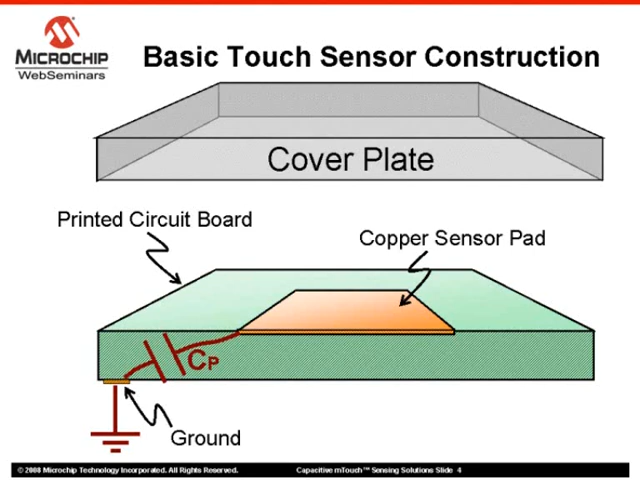 MICROCHIP
WebSeminars
Basic Touch Sensor Construction
Cover Plate
Printed Circuit Board
Copper Sensor Pad
CP
Ground
© 2008 Microchip Technology Incorporated. All Rights Reserved.
Capacitive mTouch™ Sensing Solutions Slide 4